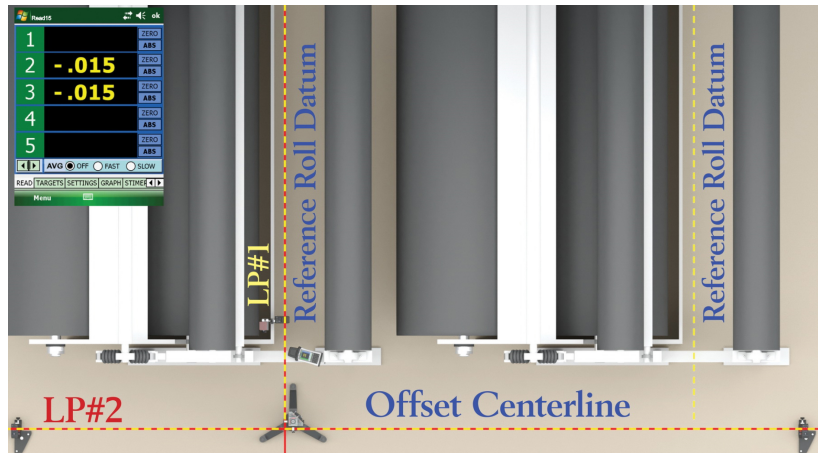 Read15 ok
1 ZERO ABS
2 -.015 ZERO ABS
3 -.015 ZERO ABS
4 ZERO ABS
5 ZERO ABS
AVG OFF FAST SLOW
READ TARGETS SETTINGS GRAPH STIME
Menu
LP#1
Reference Roll Datum
Reference Roll Datum
LP#2
Offset Centerline